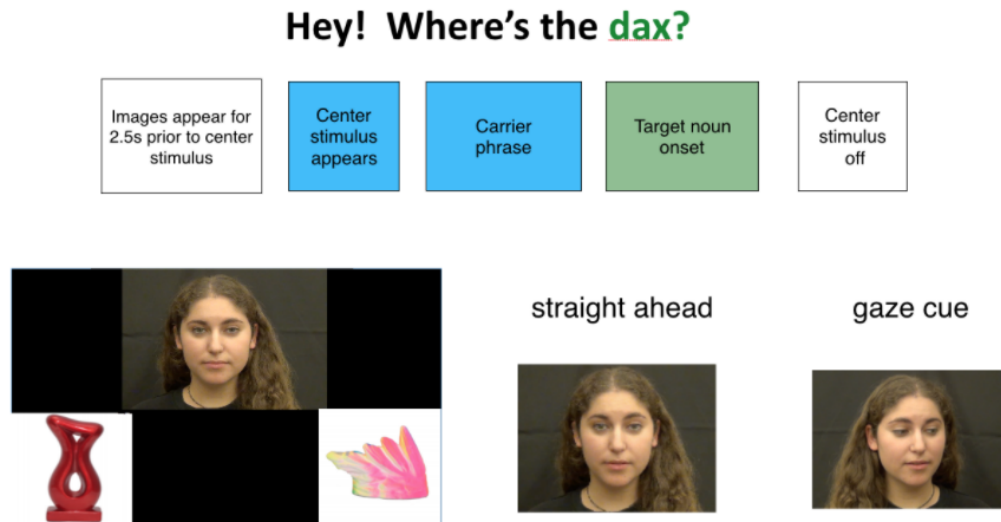 Hey! Where's the dax?
Images appear for
2.5s prior to center
stimulus
Center
stimulus
appears
Carrier
phrase
Target noun
onset
Center
stimulus
off
straight ahead
gaze cue